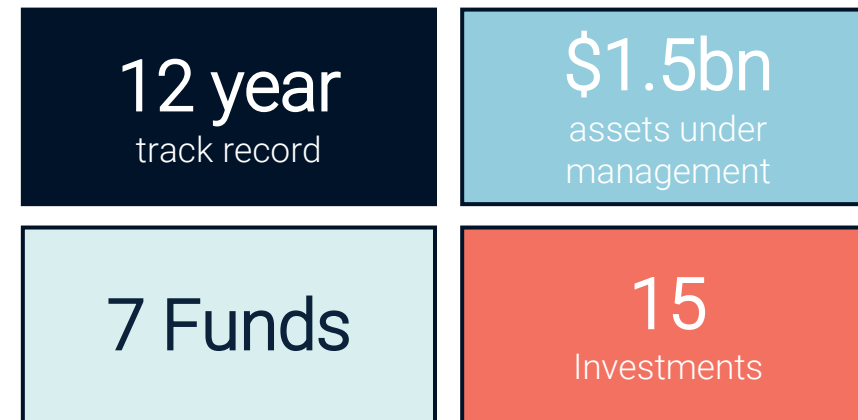 12 year
track record
$1.5bn
assets under
management
7 Funds
15
Investments